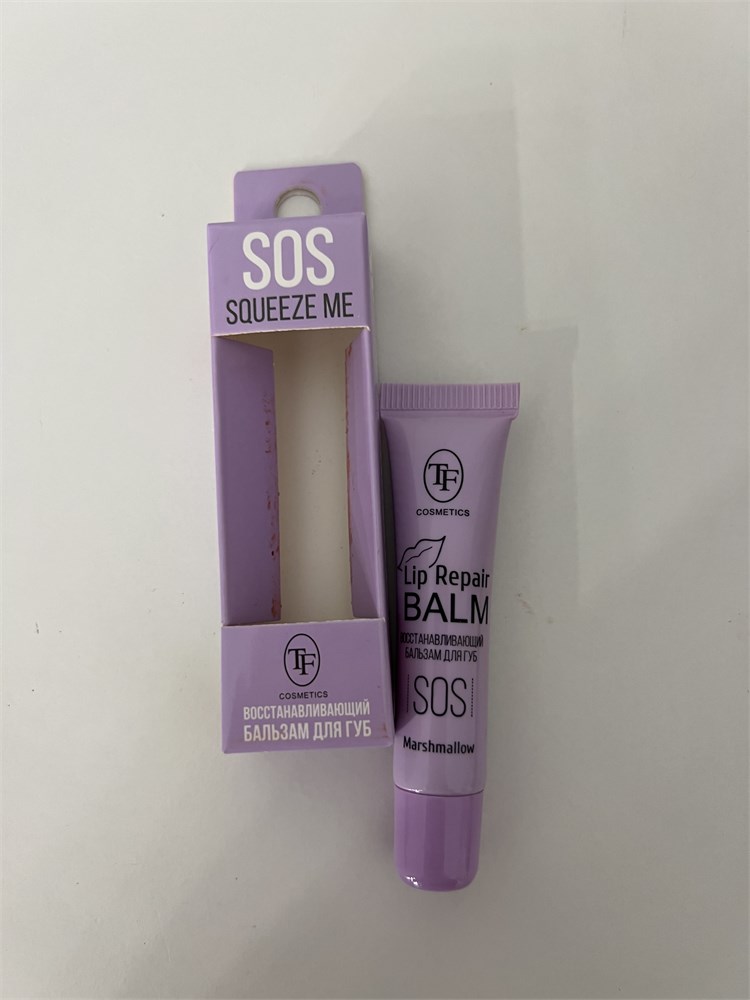 SOS
SQUEEZE ME
TF
COSMETICS
ВОССТАНАВЛИВАЮЩИЙ
БАЛЬЗАМ ДЛЯ ГУБ
TF
COSMETICS
Lip Repair
BALM
ВОССТАНАВЛИВАЮЩИЙ
БАЛЬЗАМ ДЛЯ ГУБ
SOS
Marshmallow